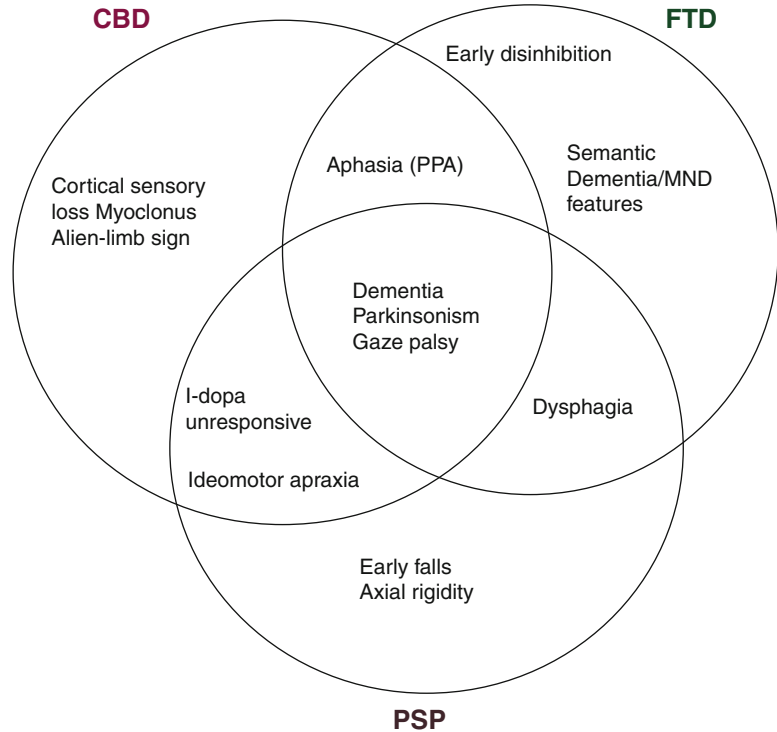 CBD
FTD
Early disinhibition
Aphasia (PPA)
Semantic
Dementia/MND
features
Cortical sensory
loss Myoclonus
Alien-limb sign
Dementia
Parkinsonism
Gaze palsy
I-dopa
unresponsive
Dysphagia
Ideomotor apraxia
Early falls
Axial rigidity
PSP